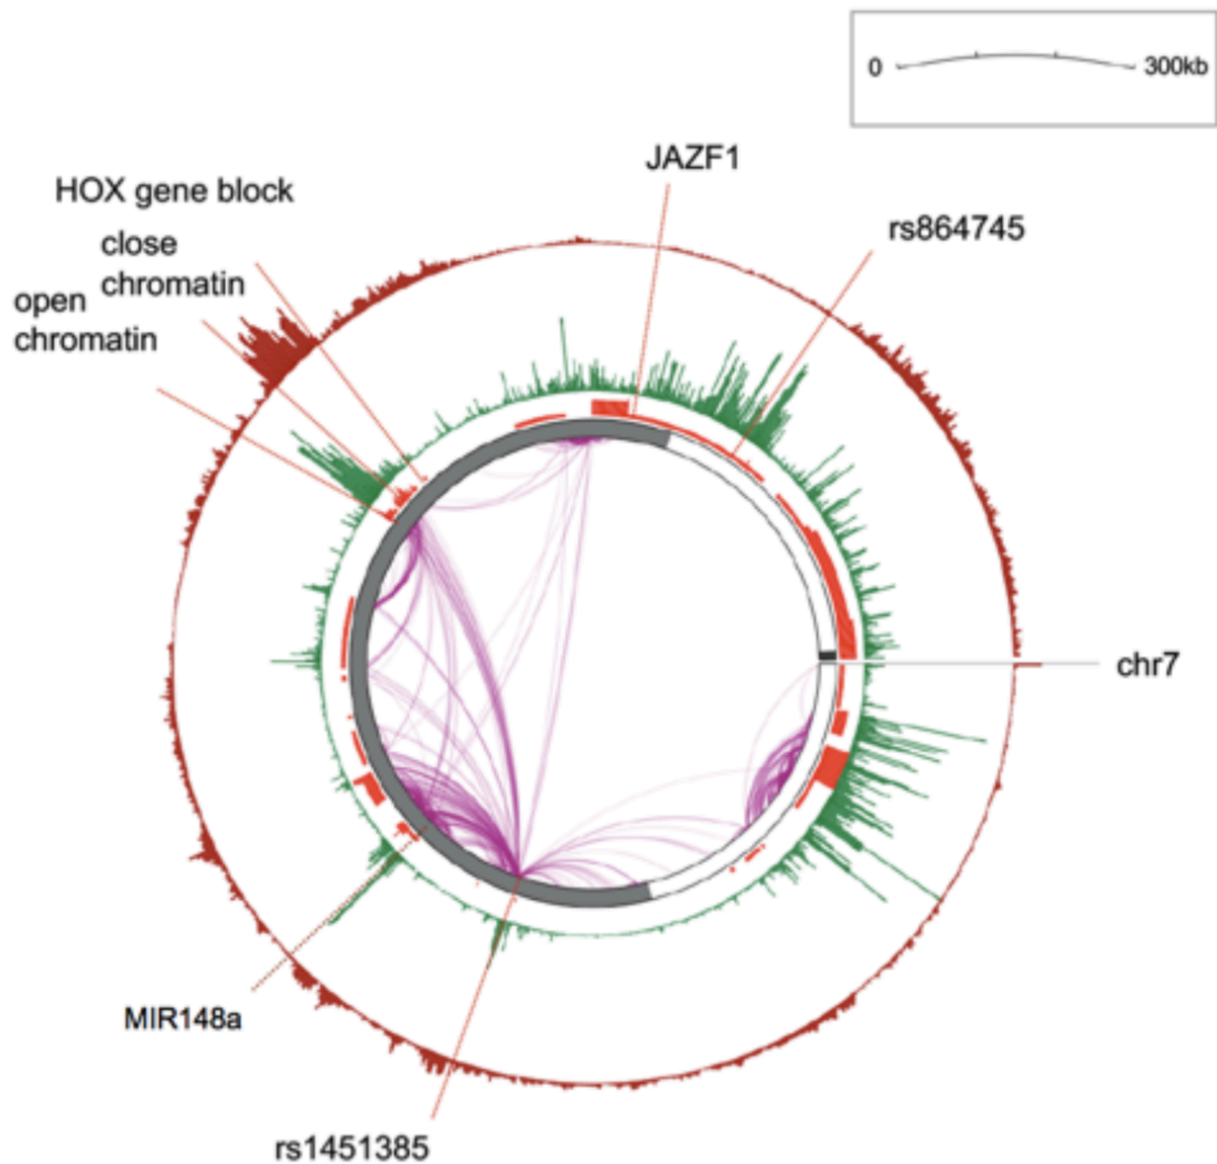 0 300kb
JAZF1
HOX gene block
rs864745
close
chromatin
open
chromatin
chr7
MIR148a
rs1451385